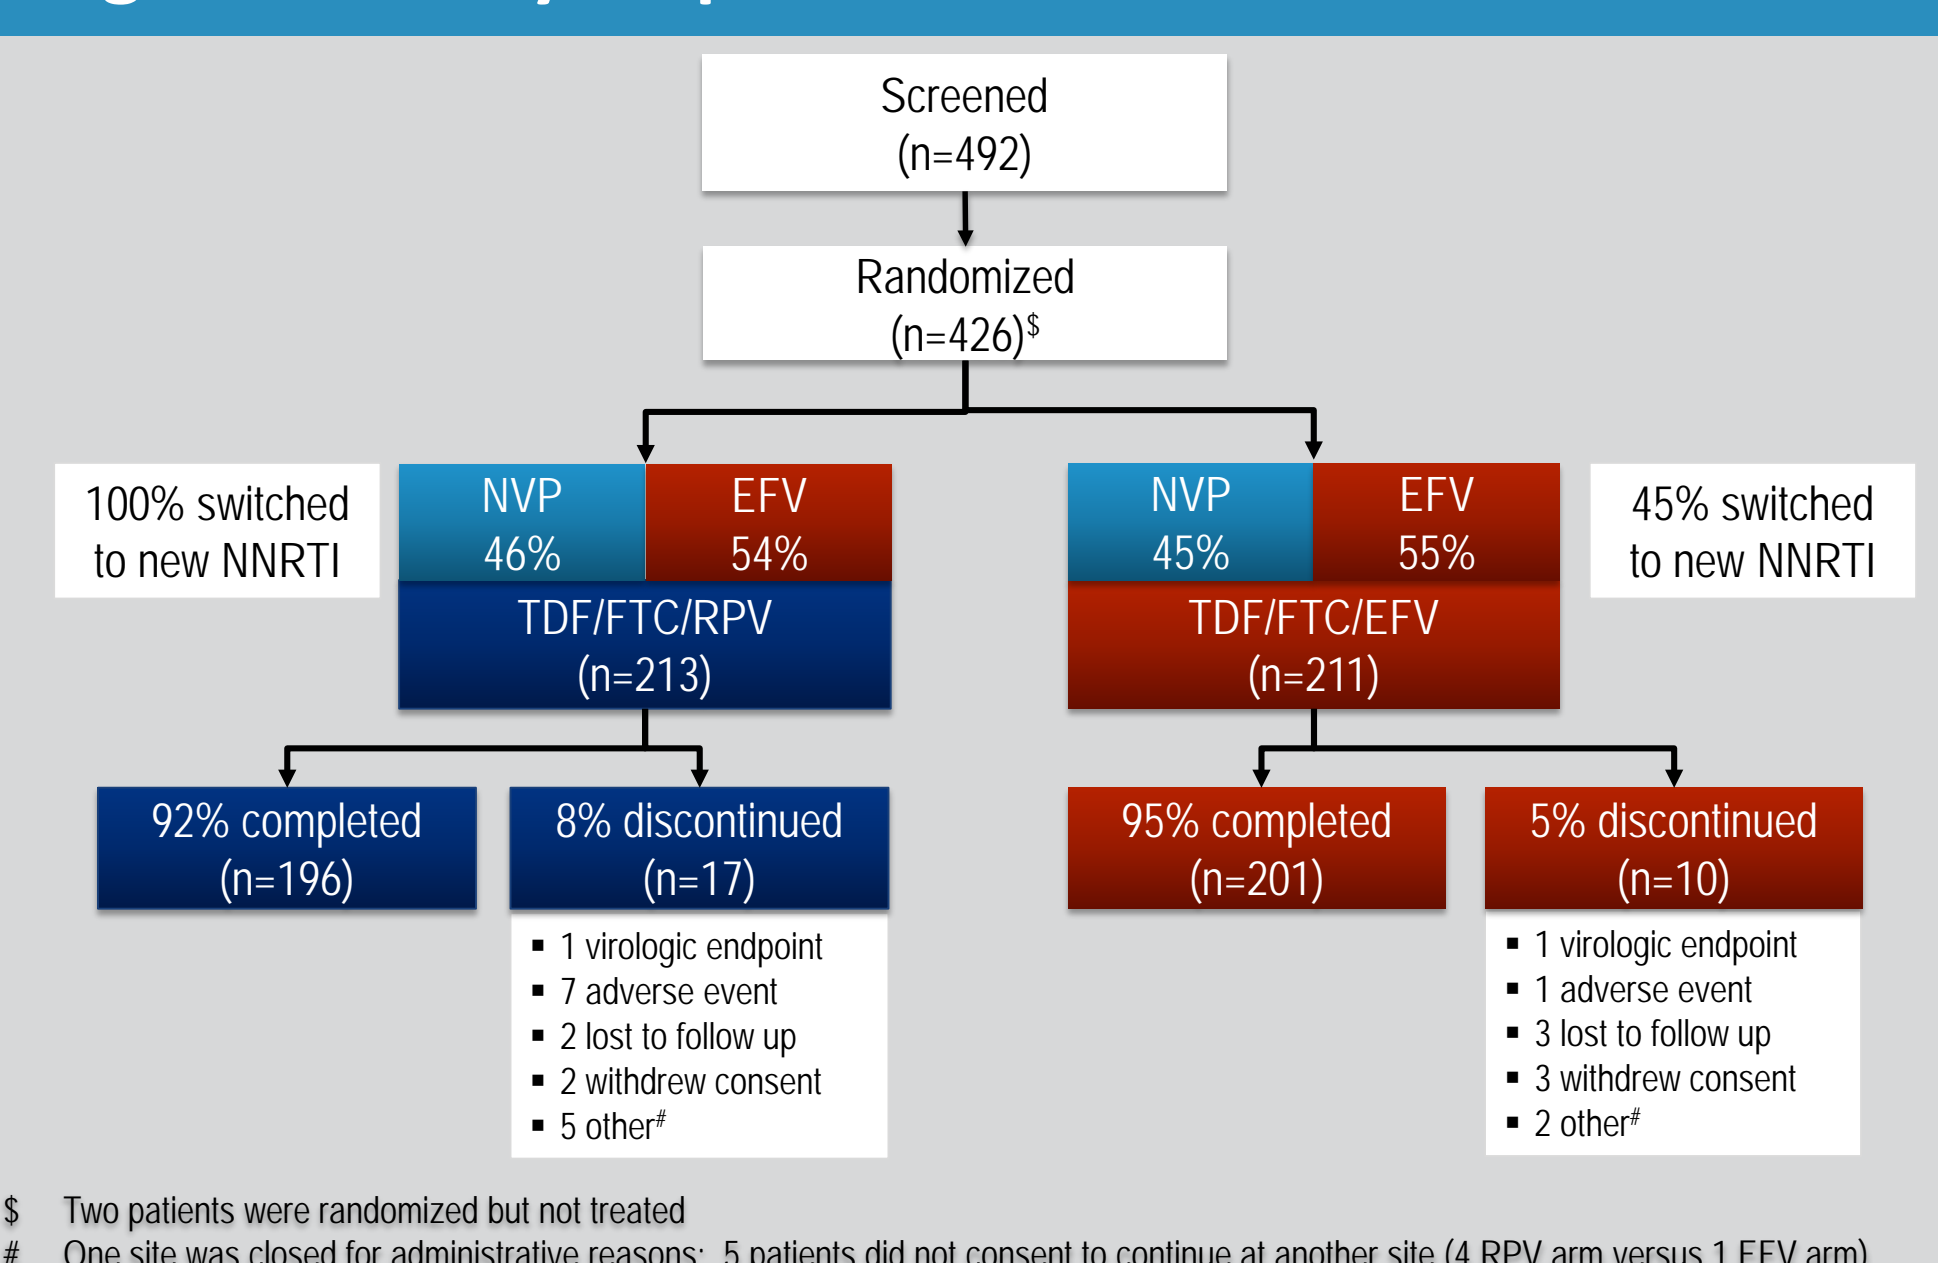 Screened
(n=492)
Randomized
(n=426)$
100% switched
to new NNRTI
NVP
46%
EFV
54%
TDF/FTC/RPV
(n=213)
NVP
45%
EFV
55%
TDF/FTC/EFV
(n=211)
45% switched
to new NNRTI
92% completed
(n=196)
8% discontinued
(n=17)
▪ 1 virologic endpoint
▪ 7 adverse event
▪ 2 lost to follow up
▪ 2 withdrew consent
▪ 5 other#
95% completed
(n=201)
5% discontinued
(n=10)
▪ 1 virologic endpoint
▪ 1 adverse event
▪ 3 lost to follow up
▪ 3 withdrew consent
▪ 2 other#
$ Two patients were randomized but not treated
# One site was closed for administrative reasons: 5 patients did not consent to continue at another site (4 RPV arm versus 1 EFV arm)